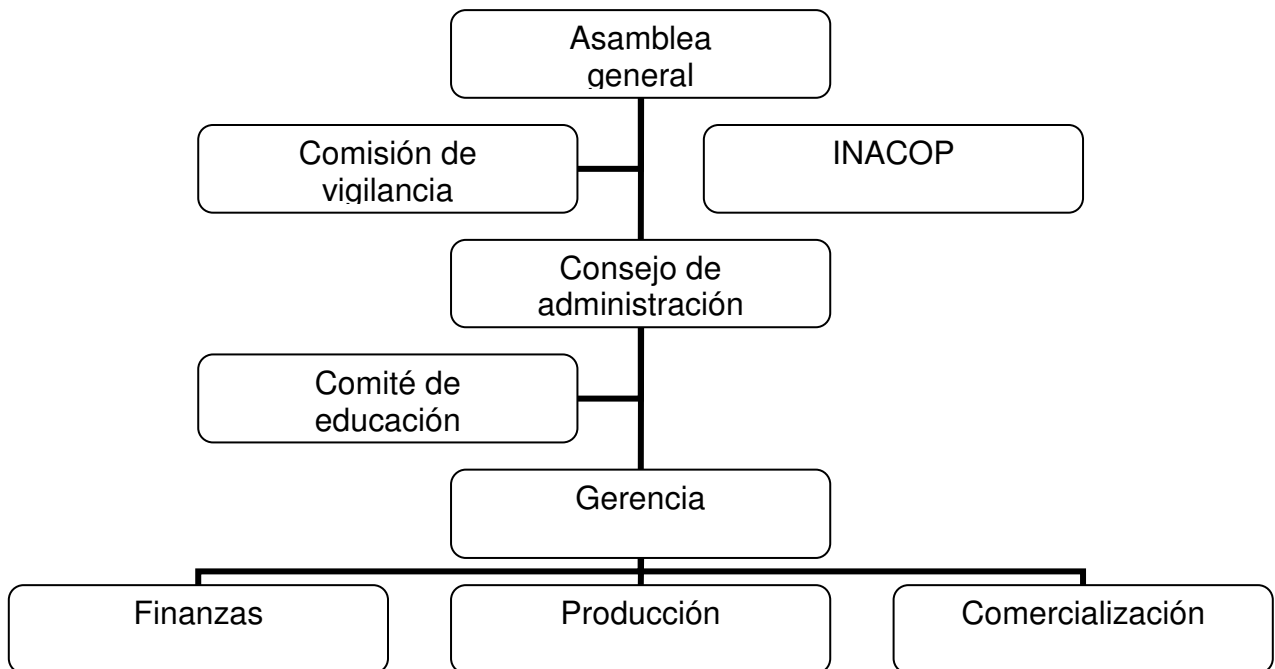 Asamblea
general
Comisión de
vigilancia
INACOP
Consejo de
administración
Comité de
educación
Gerencia
Finanzas
Producción
Comercialización